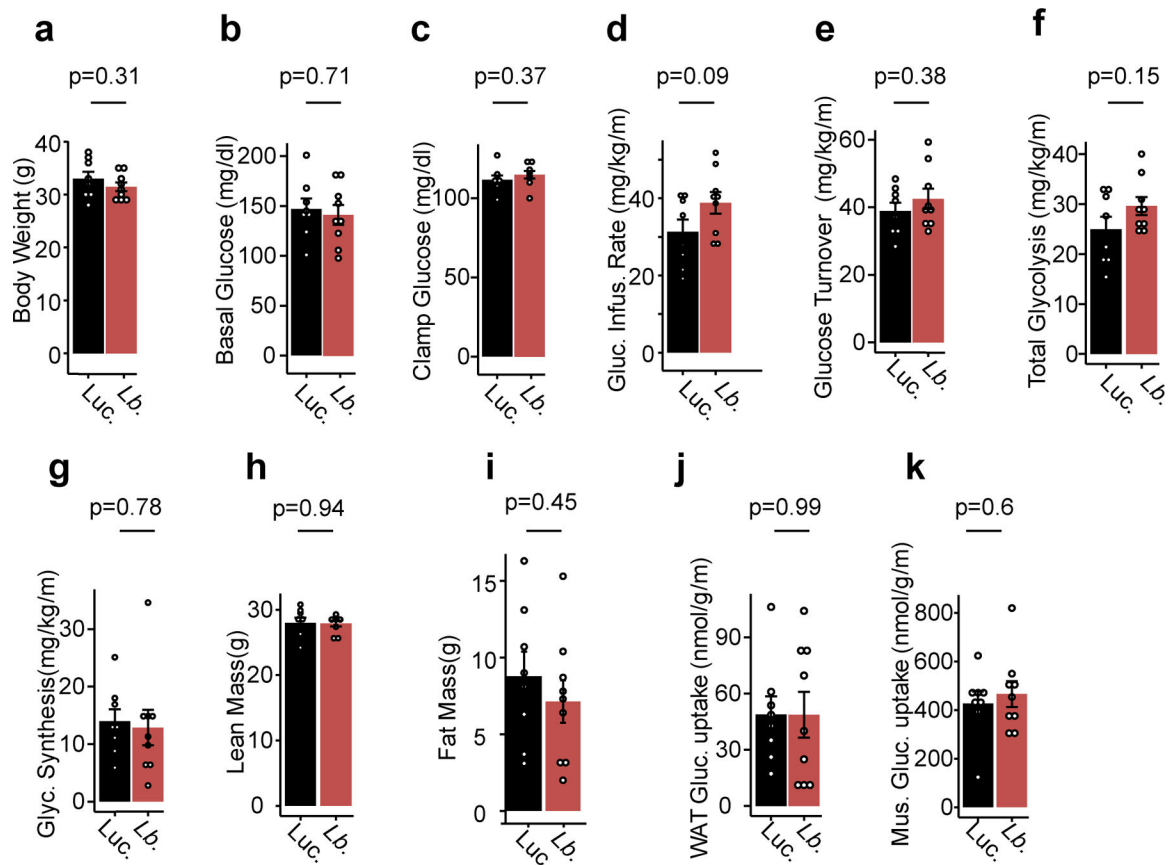 a
p=0.31
Body Weight (g)
40
30
20
10
0
Luc.
Lb.
b
p=0.71
Basal Glucose (mg/dl)
200
150
100
50
0
Luc.
Lb.
c
p=0.37
Clamp Glucose (mg/dl)
100
50
0
Luc.
Lb.
d
p=0.09
Gluc. Infus. Rate (mg/kg/m)
40
20
0
Luc.
Lb.
e
p=0.38
Glucose Turnover (mg/kg/m)
60
40
20
0
Luc.
Lb.
f
p=0.15
Total Glycolysis (mg/kg/m)
40
30
20
10
0
Luc.
Lb.
g
p=0.78
Glyc. Synthesis(mg/kg/m)
30
20
10
0
Luc.
Lb.
h
p=0.94
Lean Mass(g)
30
20
10
0
Luc.
Lb.
i
p=0.45
Fat Mass(g)
15
10
5
0
Luc.
Lb.
j
p=0.99
WAT Gluc. uptake (nmol/g/m)
90
60
30
0
Luc.
Lb.
k
p=0.6
Mus. Gluc. uptake (nmol/g/m)
800
600
400
200
0
Luc.
Lb.